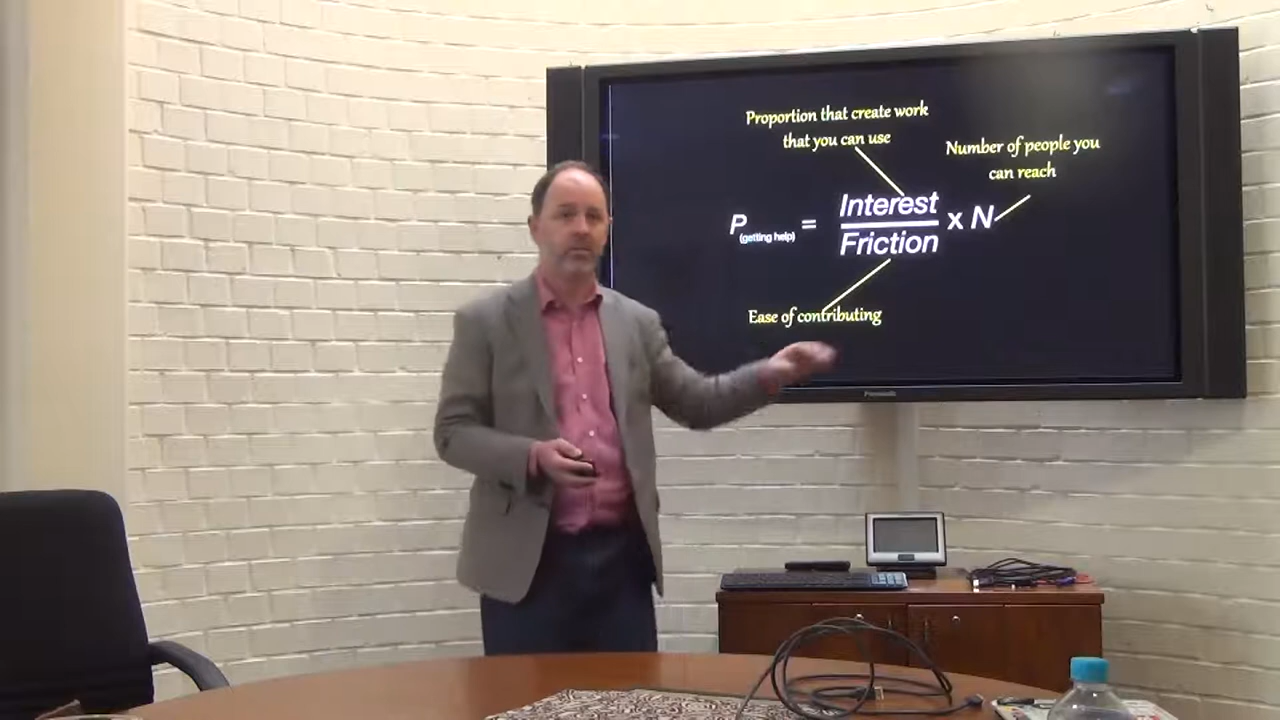 Proportion that create work
that you can use
Number of people you
can reach
P(getting help) = Interest / Friction x N
Ease of contributing
Panasonic